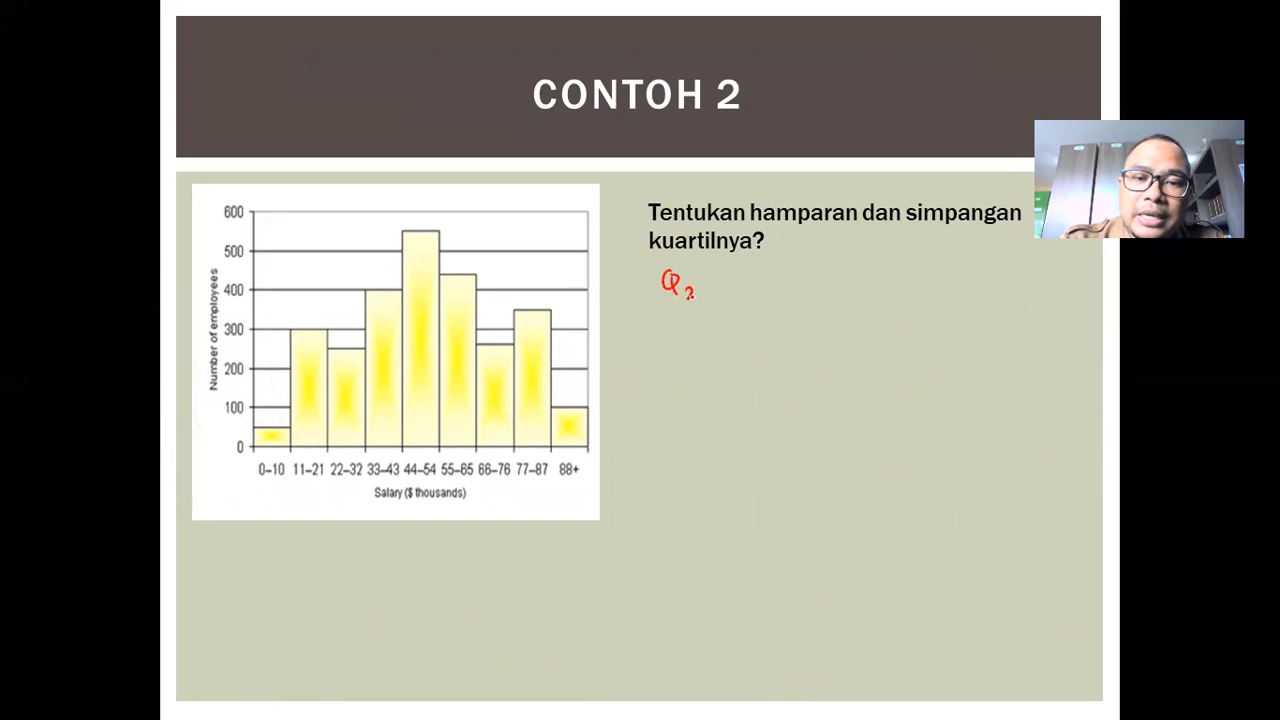 CONTOH 2
Tentukan hamparan dan simpangan
kuartilnya?
Q
600
500
400
300
200
100
0
Number of employees
0–10 11–21 22–32 33–43 44–54 55–65 66–76 77–87 88+
Salary ($ thousands)